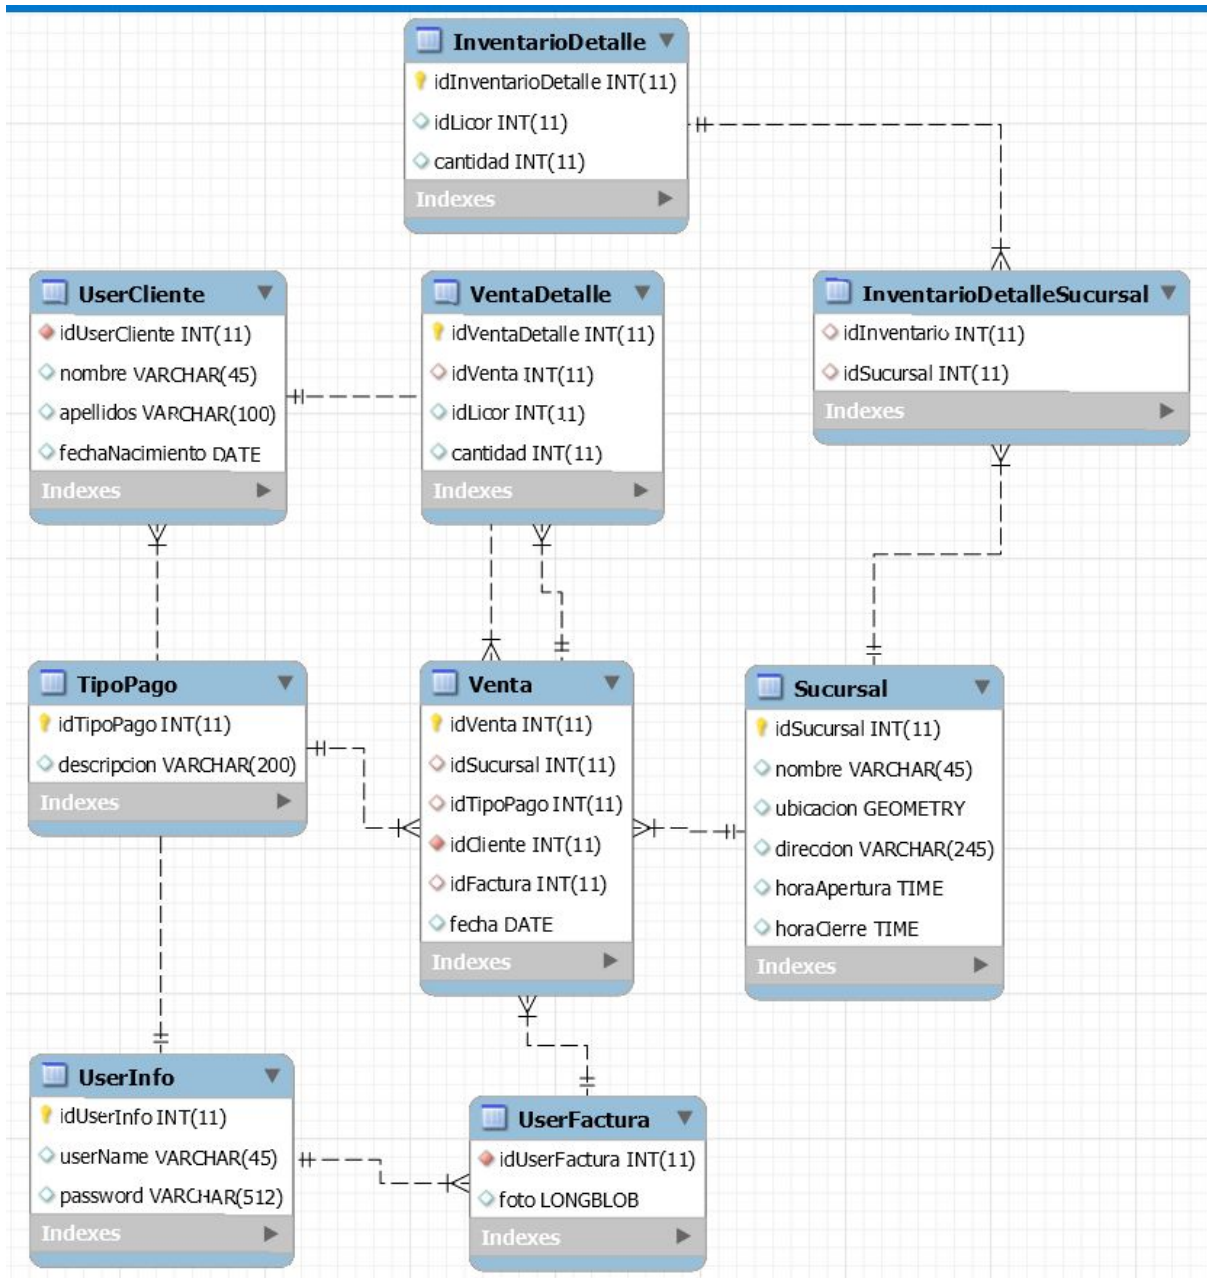 InventarioDetalle
idInventarioDetalle INT(11)
idLicor INT(11)
cantidad INT(11)
Indexes
UserCliente
idUserCliente INT(11)
nombre VARCHAR(45)
apellidos VARCHAR(100)
fechaNacimiento DATE
Indexes
VentaDetalle
idVentaDetalle INT(11)
idVenta INT(11)
idLicor INT(11)
cantidad INT(11)
Indexes
InventarioDetalleSucursal
idInventario INT(11)
idSucursal INT(11)
Indexes
TipoPago
idTipoPago INT(11)
descripcion VARCHAR(200)
Indexes
Venta
idVenta INT(11)
idSucursal INT(11)
idTipoPago INT(11)
idCliente INT(11)
idFactura INT(11)
fecha DATE
Indexes
Sucursal
idSucursal INT(11)
nombre VARCHAR(45)
ubicacion GEOMETRY
direccion VARCHAR(245)
horaApertura TIME
horaCierre TIME
Indexes
UserInfo
idUserInfo INT(11)
userName VARCHAR(45)
password VARCHAR(512)
Indexes
UserFactura
idUserFactura INT(11)
foto LONGBLOB
Indexes